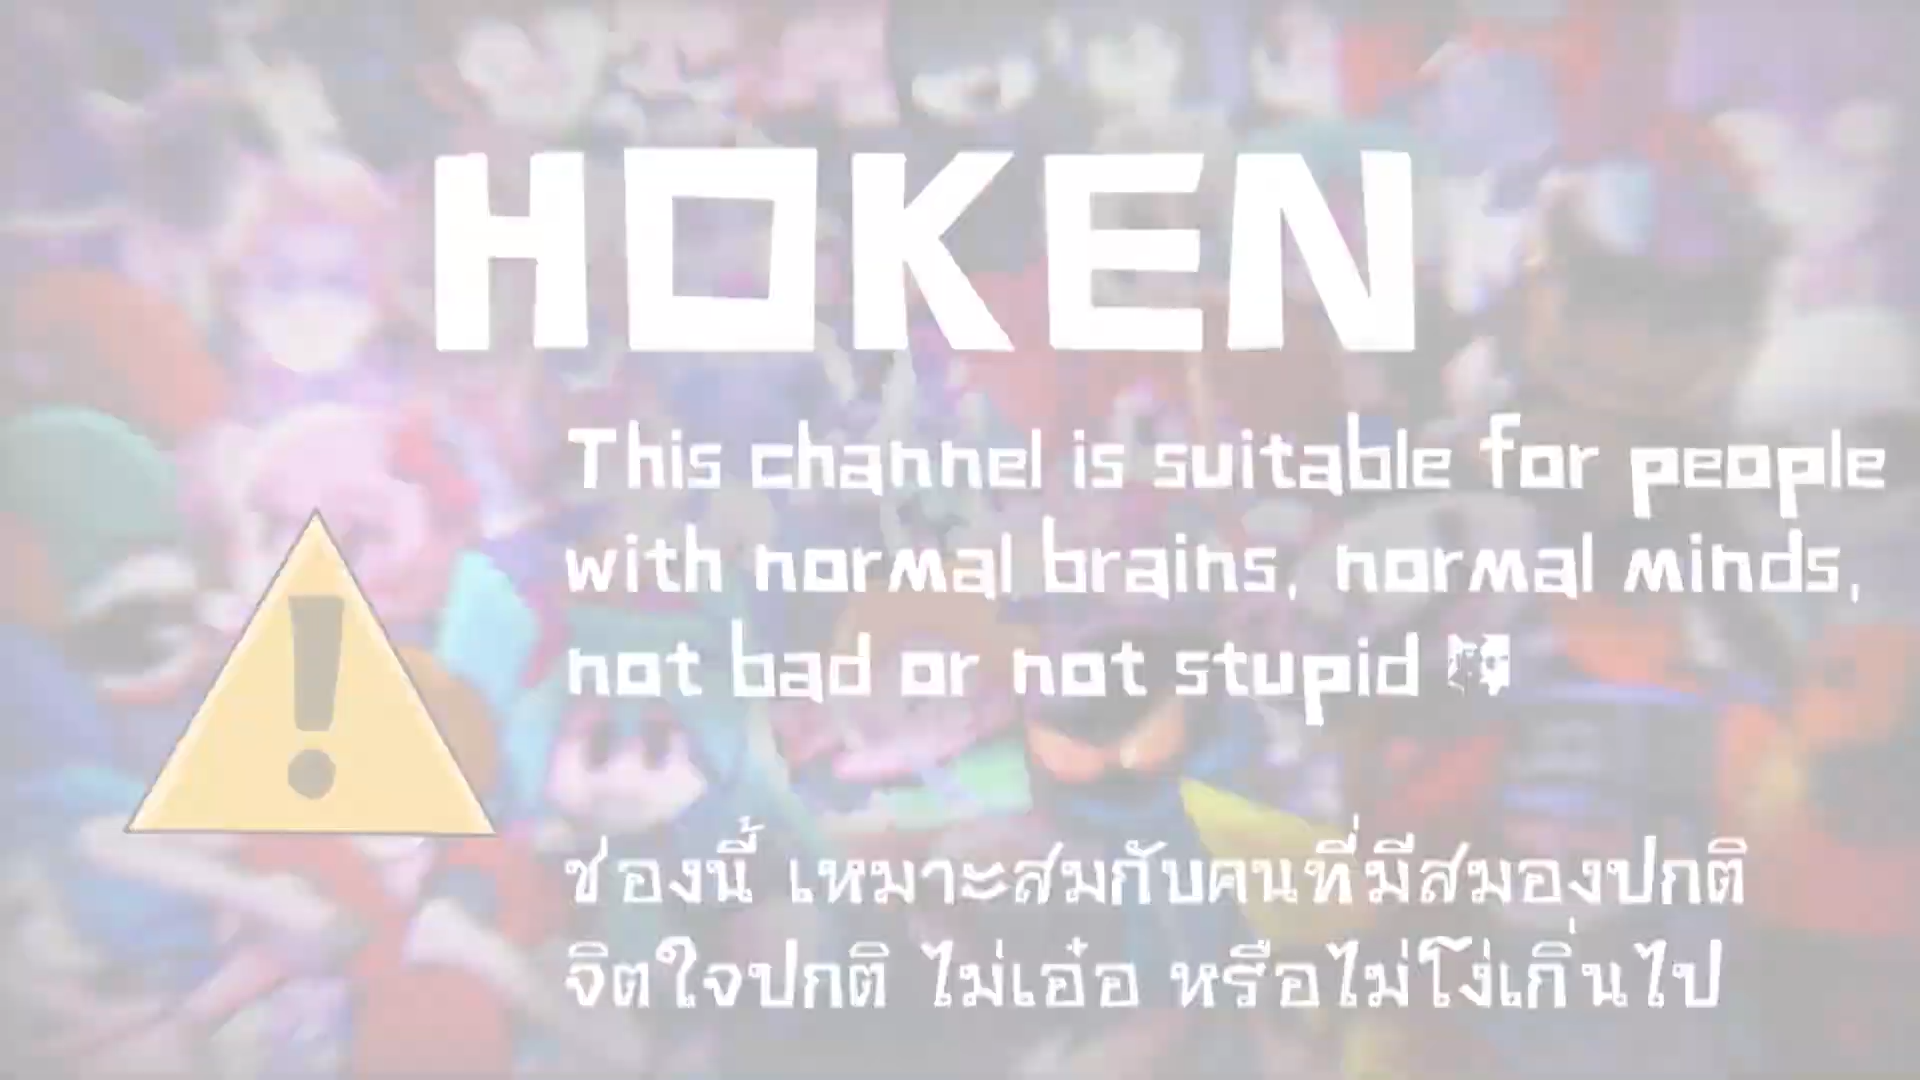 HOKEN
This channel is suitable for people
with normal brains, normal minds,
not bad or not stupid
ช่องนี้ เหมาะสมกับคนที่มีสมองปกติ
จิตใจปกติ ไม่เอ๋อ หรือไม่โง่เกิ่นไป